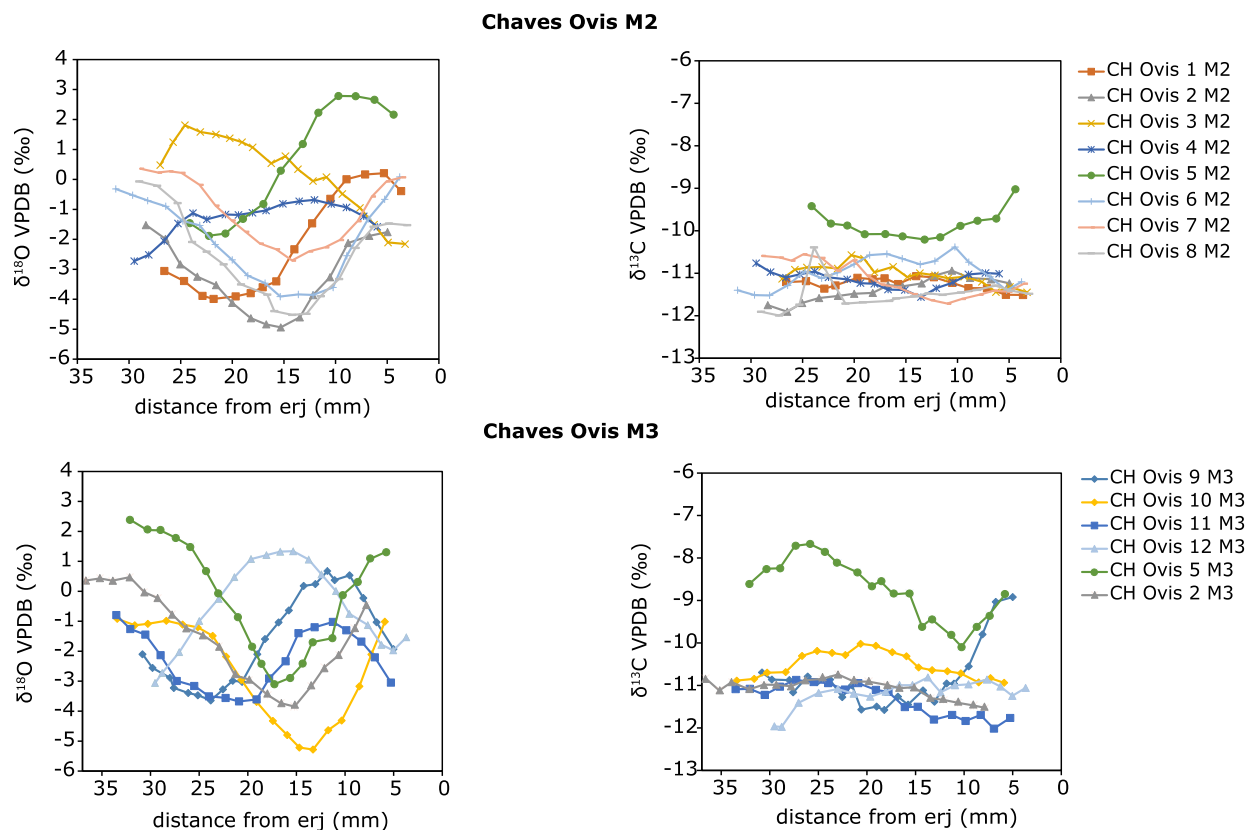 Chaves Ovis M2
δ18O VPDB (‰)
4
3
2
1
0
-1
-2
-3
-4
-5
-6
35 30 25 20 15 10 5 0
distance from erj (mm)
δ13C VPDB (‰)
-6
-8
-9
-10
-11
-12
-13
35 30 25 20 15 10 5 0
distance from erj (mm)
CH Ovis 1 M2
CH Ovis 2 M2
CH Ovis 3 M2
CH Ovis 4 M2
CH Ovis 5 M2
CH Ovis 6 M2
CH Ovis 7 M2
CH Ovis 8 M2
Chaves Ovis M3
δ18O VPDB (‰)
4
3
2
1
0
-1
-2
-3
-4
-5
-6
35 30 25 20 15 10 5 0
distance from erj (mm)
δ13C VPDB (‰)
-6
-7
-8
-9
-10
-11
-12
-13
35 30 25 20 15 10 5 0
distance from erj (mm)
CH Ovis 9 M3
CH Ovis 10 M3
CH Ovis 11 M3
CH Ovis 12 M3
CH Ovis 5 M3
CH Ovis 2 M3